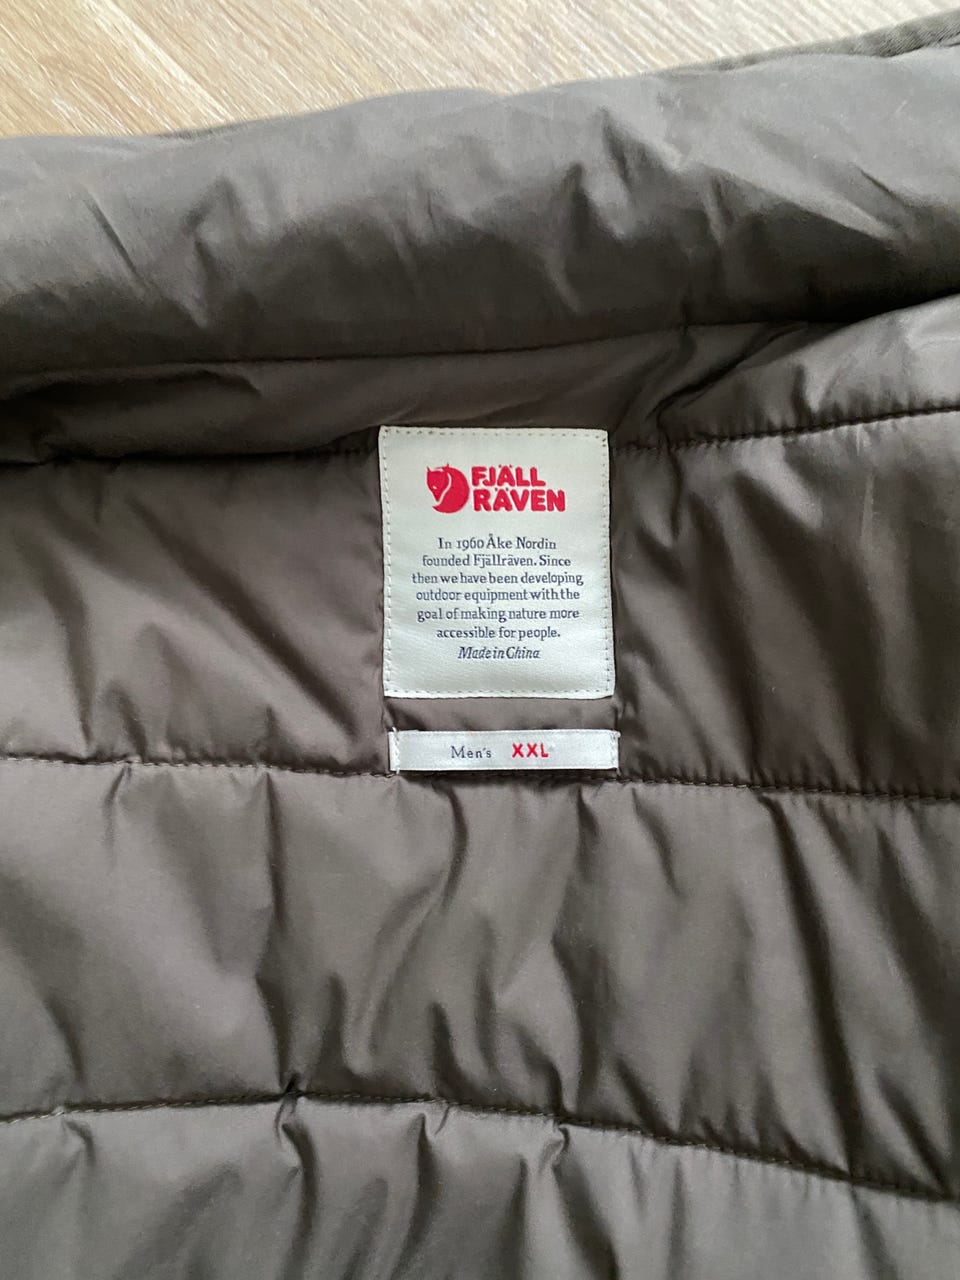 FJÄLL
RÄVEN
In 1960 Åke Nordin
founded Fjällräven. Since
then we have been developing
outdoor equipment with the
goal of making nature more
accessible for people.
Made in China
Men's XXL